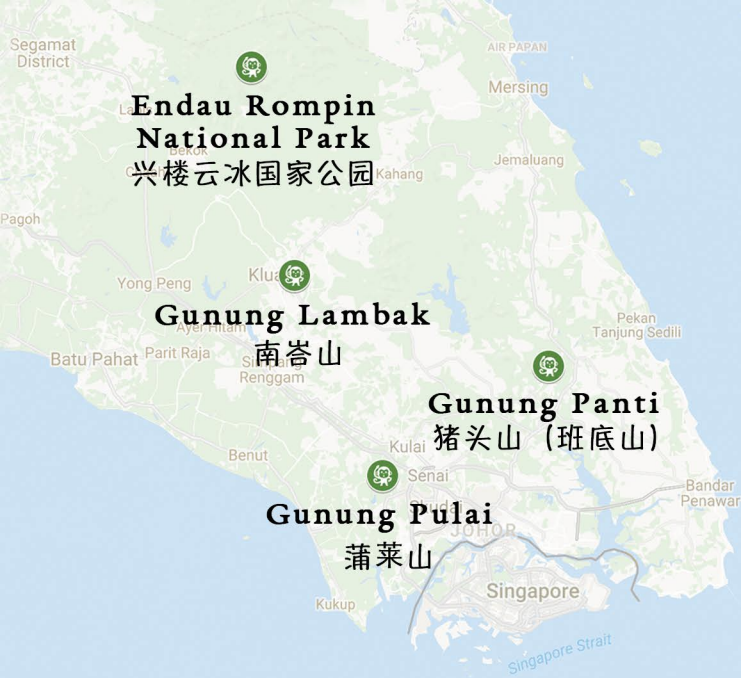 Segamat
District
AIR PAPAN
Mersing
Endau Rompin
National Park
兴楼云冰国家公园
Bekok
Kahang
Jemaluang
Pagoh
Yong Peng
Gunung Lambak
南峇山
Ayer Hitam
Parit Raja
Batu Pahat
Renggam
Pekan
Tanjung Sedili
Gunung Panti
猪头山 (班底山)
Benut
Kulai
Senai
Bandar
Penawar
Gunung Pulai
蒲莱山
JOHOR
Kukup
Singapore
Singapore Strait